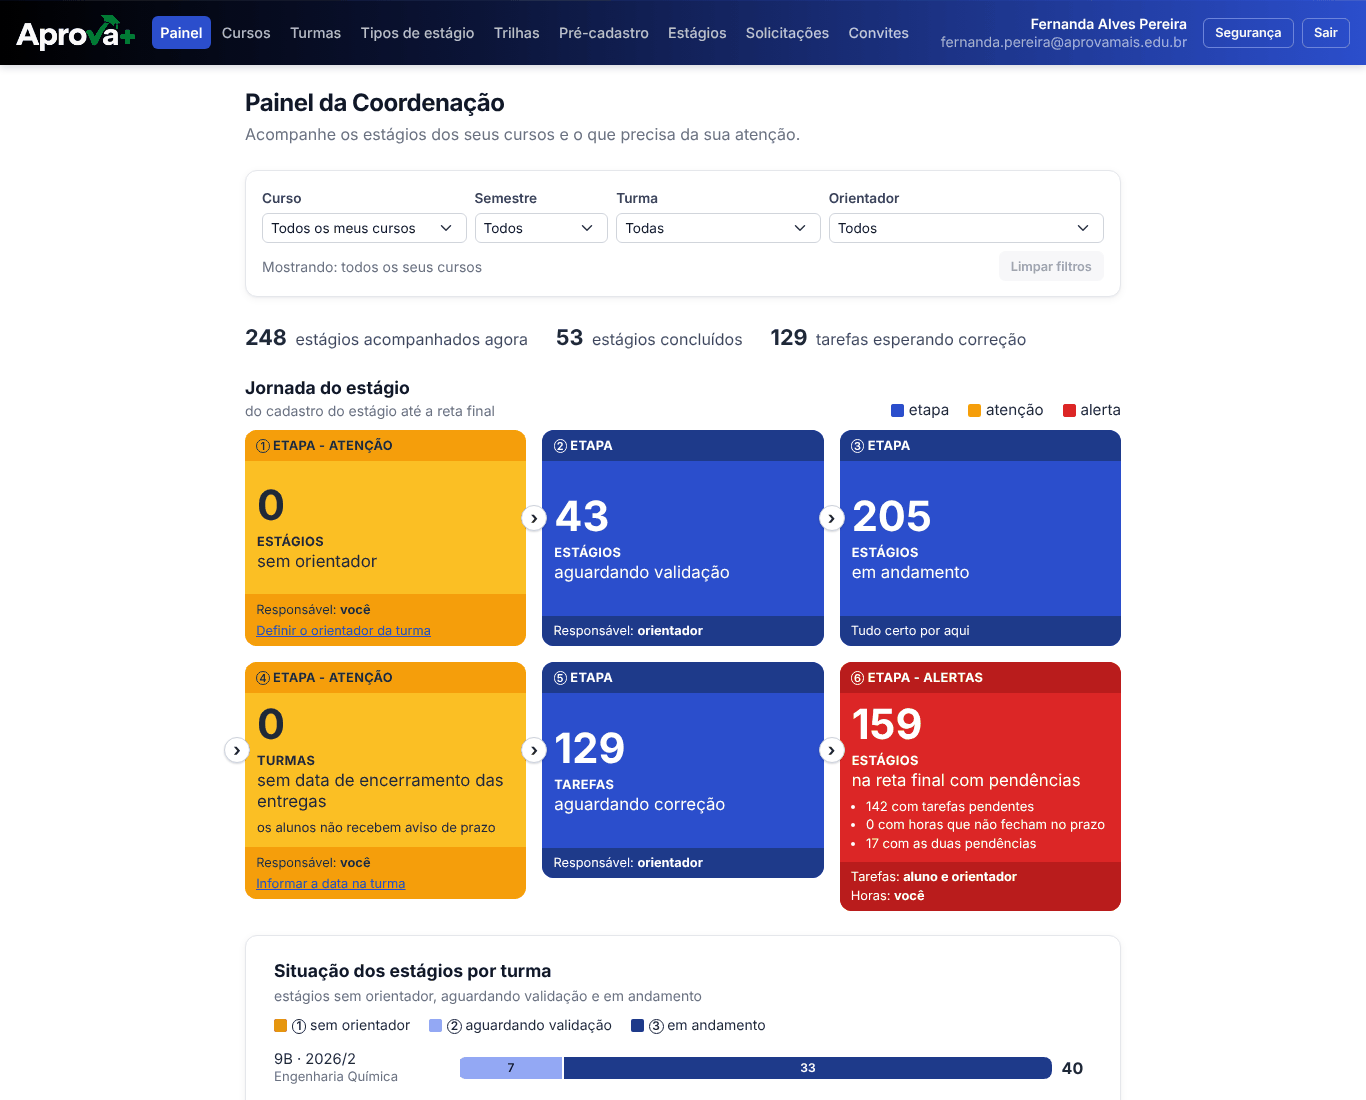 Aprova+
Painel
Cursos
Turmas
Tipos de estágio
Trilhas
Pré-cadastro
Estágios
Solicitações
Convites
Fernanda Alves Pereira
fernanda.pereira@aprovamais.edu.br
Segurança
Sair
Painel da Coordenação
Acompanhe os estágios dos seus cursos e o que precisa da sua atenção.
Curso
Semestre
Turma
Orientador
Todos os meus cursos
Todos
Todas
Todos
Mostrando: todos os seus cursos
Limpar filtros
248 estágios acompanhados agora
53 estágios concluídos
129 tarefas esperando correção
Jornada do estágio
do cadastro do estágio até a reta final
etapa
atenção
alerta
① ETAPA - ATENÇÃO
0
ESTÁGIOS
sem orientador
Responsável: você
Definir o orientador da turma
② ETAPA
43
ESTÁGIOS
aguardando validação
Responsável: orientador
③ ETAPA
205
ESTÁGIOS
em andamento
Tudo certo por aqui
④ ETAPA - ATENÇÃO
0
TURMAS
sem data de encerramento das
entregas
os alunos não recebem aviso de prazo
Responsável: você
Informar a data na turma
⑤ ETAPA
129
TAREFAS
aguardando correção
Responsável: orientador
⑥ ETAPA - ALERTAS
159
ESTÁGIOS
na reta final com pendências
• 142 com tarefas pendentes
• 0 com horas que não fecham no prazo
• 17 com as duas pendências
Tarefas: aluno e orientador
Horas: você
Situação dos estágios por turma
estágios sem orientador, aguardando validação e em andamento
① sem orientador
② aguardando validação
③ em andamento
9B · 2026/2
Engenharia Química
7
33
40